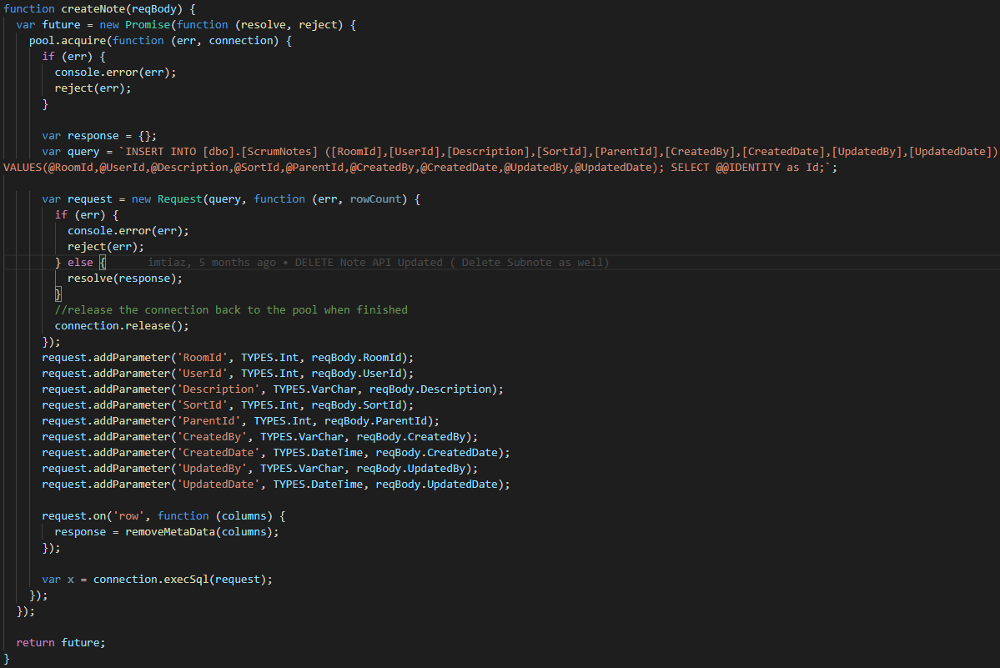 function createNote(reqBody) {
  var future = new Promise(function (resolve, reject) {
    pool.acquire(function (err, connection) {
      if (err) {
        console.error(err);
        reject(err);
      }

      var response = {};
      var query = `INSERT INTO [dbo].[ScrumNotes] ([RoomId],[UserId],[Description],[SortId],[ParentId],[CreatedBy],[CreatedDate],[UpdatedBy],[UpdatedDate])
VALUES(@RoomId,@UserId,@Description,@SortId,@ParentId,@CreatedBy,@CreatedDate,@UpdatedBy,@UpdatedDate); SELECT @@IDENTITY as Id;`;

      var request = new Request(query, function (err, rowCount) {
        if (err) {
          console.error(err);
          reject(err);
        } else {      imtiaz, 5 months ago • DELETE Note API Updated ( Delete Subnote as well)
          resolve(response);
        }
        //release the connection back to the pool when finished
        connection.release();
      });
      request.addParameter('RoomId', TYPES.Int, reqBody.RoomId);
      request.addParameter('UserId', TYPES.Int, reqBody.UserId);
      request.addParameter('Description', TYPES.VarChar, reqBody.Description);
      request.addParameter('SortId', TYPES.Int, reqBody.SortId);
      request.addParameter('ParentId', TYPES.Int, reqBody.ParentId);
      request.addParameter('CreatedBy', TYPES.VarChar, reqBody.CreatedBy);
      request.addParameter('CreatedDate', TYPES.DateTime, reqBody.CreatedDate);
      request.addParameter('UpdatedBy', TYPES.VarChar, reqBody.UpdatedBy);
      request.addParameter('UpdatedDate', TYPES.DateTime, reqBody.UpdatedDate);

      request.on('row', function (columns) {
        response = removeMetaData(columns);
      });

      var x = connection.execSql(request);
    });
  });

  return future;
}